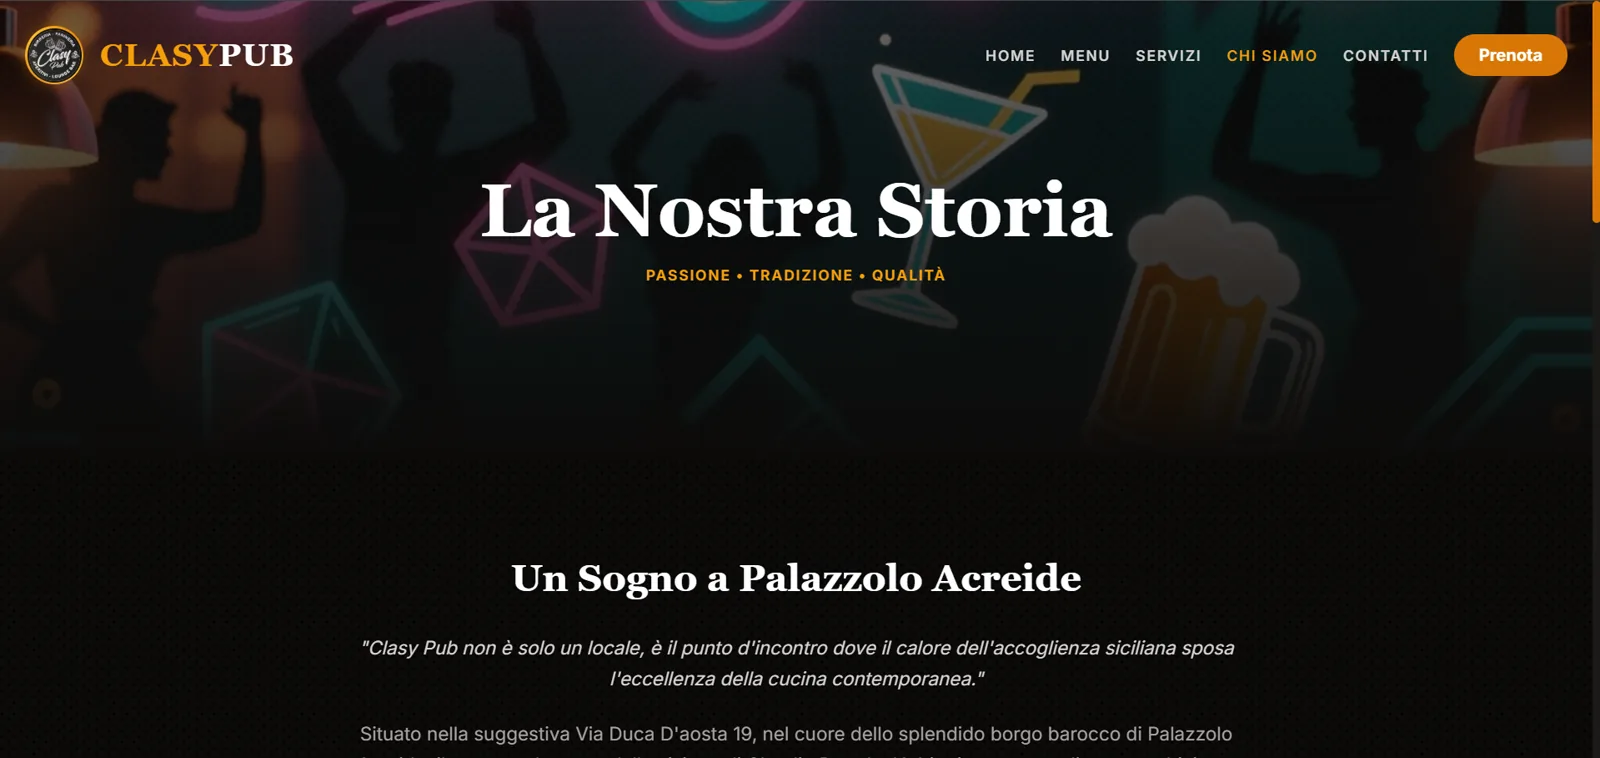 CLASYPUB
HOME MENU SERVIZI CHI SIAMO CONTATTI Prenota
La Nostra Storia
PASSIONE • TRADIZIONE • QUALITÀ
Un Sogno a Palazzolo Acreide
"Clasy Pub non è solo un locale, è il punto d'incontro dove il calore dell'accoglienza siciliana sposa
l'eccellenza della cucina contemporanea."
Situato nella suggestiva Via Duca D'aosta 19, nel cuore dello splendido borgo barocco di Palazzolo